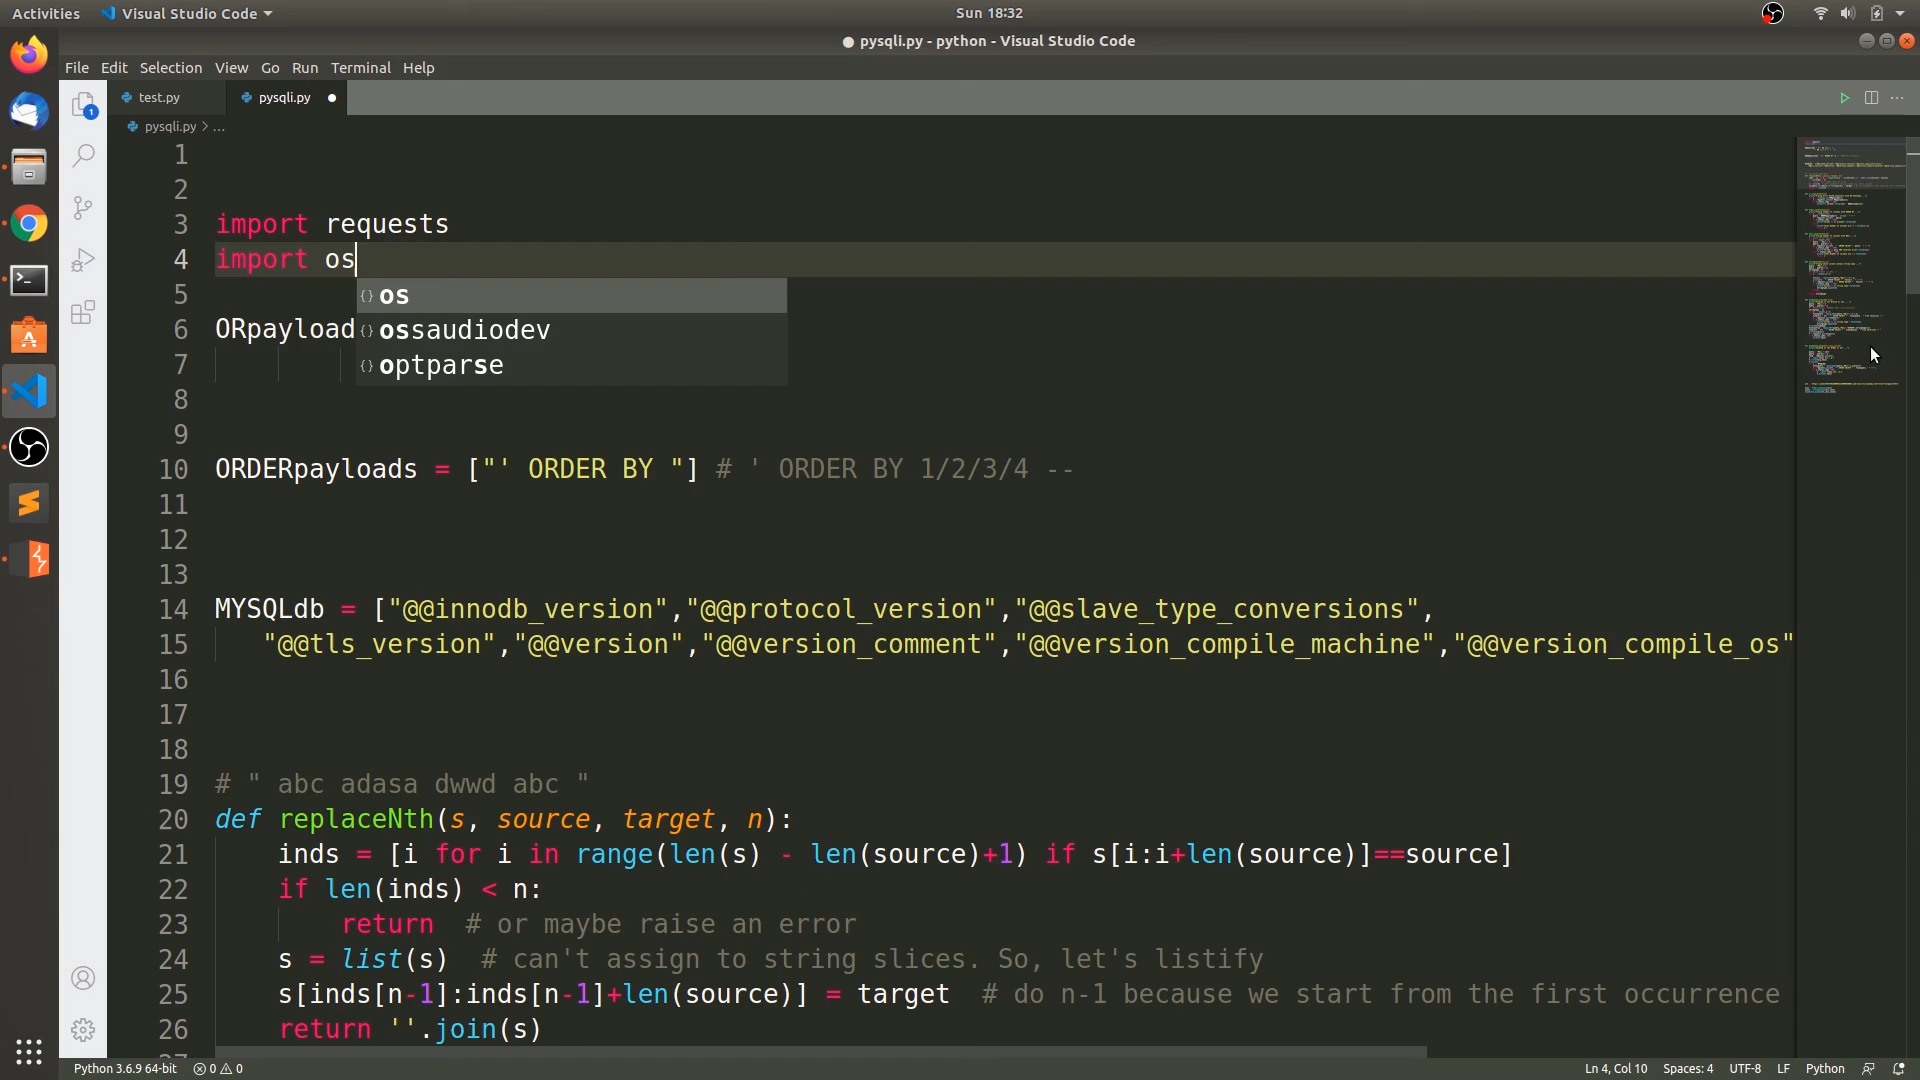 Activities Visual Studio Code Sun 18:32
● pysqli.py - python - Visual Studio Code
File Edit Selection View Go Run Terminal Help
test.py pysqli.py ●
pysqli.py > ...
1
1
2
3 import requests
4 import os
5
os
ossaudiodev
optparse
6 ORpayload
7
8
9
10 ORDERpayloads = ["' ORDER BY "] # ' ORDER BY 1/2/3/4 --
11
12
13
14 MYSQLdb = ["@@innodb_version","@@protocol_version","@@slave_type_conversions",
15 "@@tls_version","@@version","@@version_comment","@@version_compile_machine","@@version_compile_os"
16
17
18
19 # " abc adasa dwwd abc "
20 def replaceNth(s, source, target, n):
21 inds = [i for i in range(len(s) - len(source)+1) if s[i:i+len(source)]==source]
22 if len(inds) < n:
23 return # or maybe raise an error
24 s = list(s) # can't assign to string slices. So, let's listify
25 s[inds[n-1]:inds[n-1]+len(source)] = target # do n-1 because we start from the first occurrence
26 return ''.join(s)
Python 3.6.9 64-bit 0 0 Ln 4, Col 10 Spaces: 4 UTF-8 LF Python